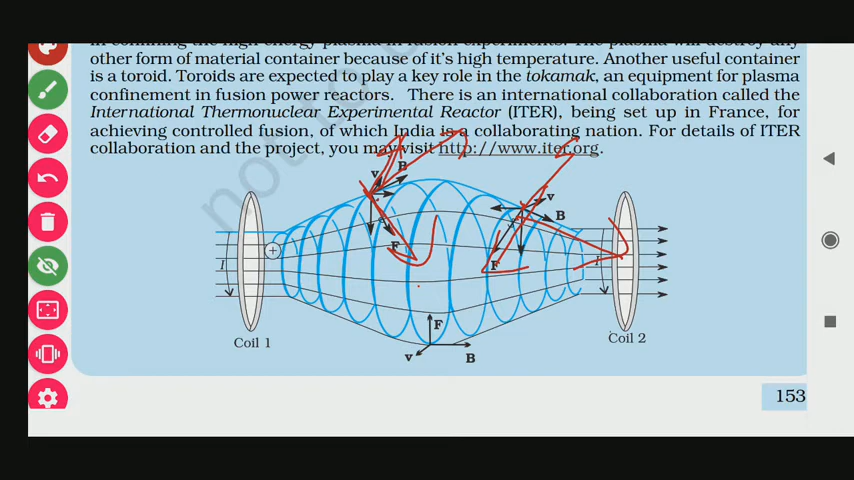 other form of material container because of it's high temperature. Another useful container
is a toroid. Toroids are expected to play a key role in the tokamak, an equipment for plasma
confinement in fusion power reactors. There is an international collaboration called the
International Thermonuclear Experimental Reactor (ITER), being set up in France, for
achieving controlled fusion, of which India is a collaborating nation. For details of ITER
collaboration and the project, you may visit http://www.iter.org.
not to
v B
v
B
F
F
+
I
I
F
v B
Coil 1
Coil 2
153